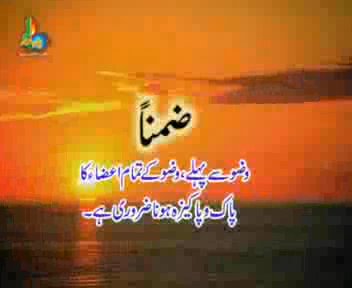 ضمناً
وضو سے پہلے، وضو کے تمام اعضاء کا
پاک و پاکیزہ ہونا ضروری ہے۔